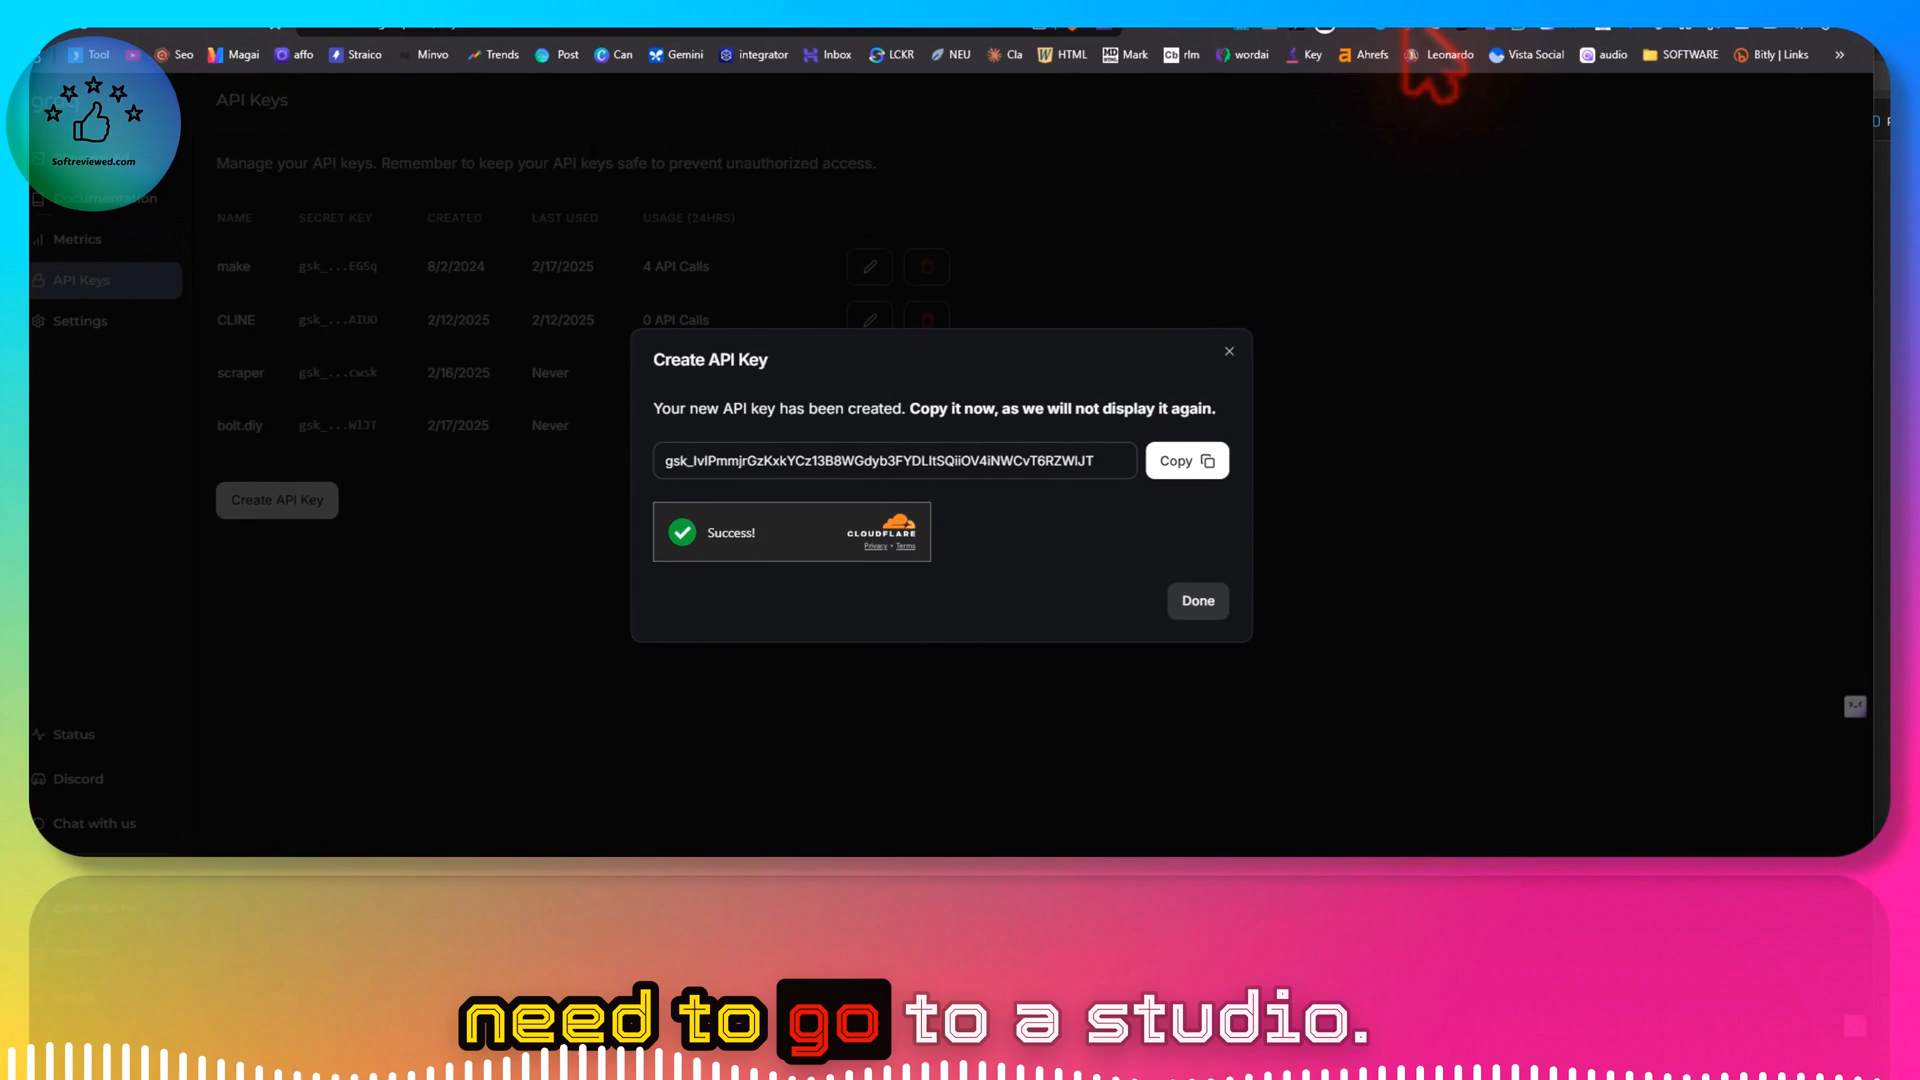 Tool Seo Magai affo Straico Minvo Trends Post Can Gemini integrator Inbox LCKR NEU Cla HTML Mark rlm wordai Key Ahrefs Leonardo Vista Social audio SOFTWARE Bitly | Links »
Softreviewed.com
API Keys
Manage your API keys. Remember to keep your API keys safe to prevent unauthorized access.
Documentation
Metrics
API Keys
Settings
NAME SECRET KEY CREATED LAST USED USAGE (24HRS)
make gsk_...EG5q 8/2/2024 2/17/2025 4 API Calls
CLINE gsk_...AIUO 2/12/2025 2/12/2025 0 API Calls
scraper gsk_...cwsk 2/16/2025 Never
bolt.diy gsk_...WlJT 2/17/2025 Never
Create API Key
Create API Key
Your new API key has been created. Copy it now, as we will not display it again.
Copy
Success!
CLOUDFLARE
Privacy • Terms
Done
Status
Discord
Chat with us
need to go to a studio.